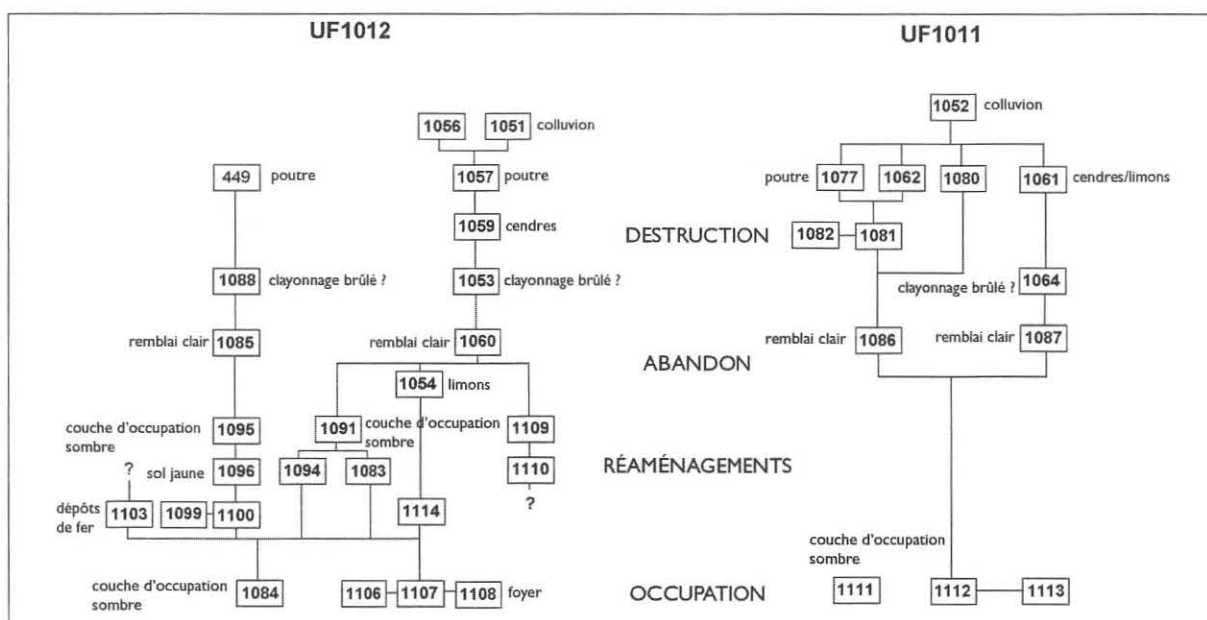 UF1012
UF1011
1052 colluvion
1056 1051 colluvion
449 poutre
1057 poutre
poutre 1077 1062 1080 1061 cendres/limons
1059 cendres
DESTRUCTION
1082 1081
1088 clayonnage brûlé ?
1053 clayonnage brûlé ?
clayonnage brûlé ? 1064
remblai clair 1085
remblai clair 1060
remblai clair 1086
remblai clair 1087
ABANDON
1054 limons
couche d'occupation
sombre
1095
1091 couche d'occupation
sombre
1109
? sol jaune 1096
1094 1083
1110
RÉAMÉNAGEMENTS
?
dépôts
de fer
1103 1099 1100
1114
couche d'occupation
sombre
couche d'occupation
sombre
1084
1106 1107 1108 foyer
OCCUPATION
1111 1112 1113